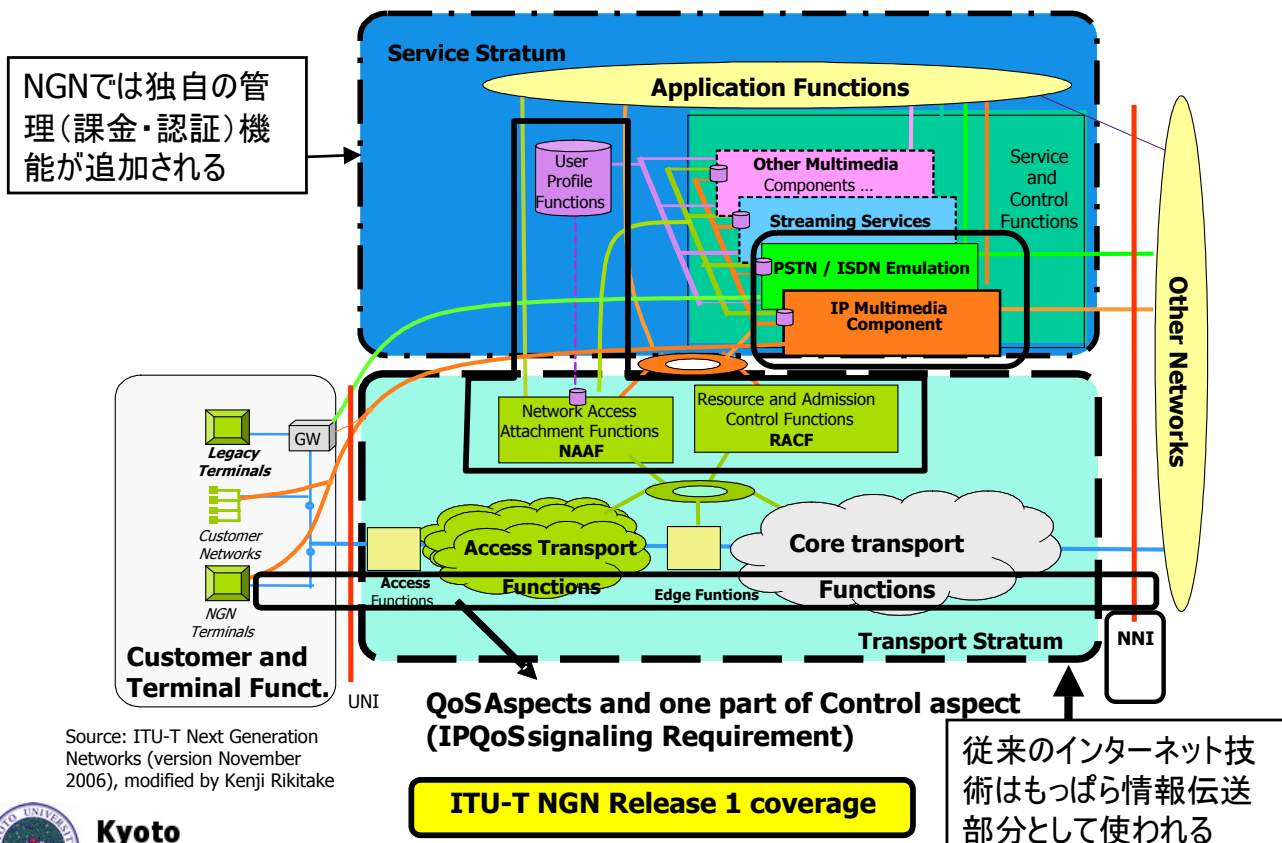 Service Stratum
NGNでは独自の管
理(課金・認証)機
能が追加される
Application Functions
User
Profile
Functions
Other Multimedia
Components ...
Streaming Services
PSTN / ISDN Emulation
IP Multimedia
Component
Service
and
Control
Functions
Other Networks
Network Access
Attachment Functions
NAAF
Resource and Admission
Control Functions
RACF
GW
Legacy
Terminals
Customer
Networks
NGN
Terminals
Customer and
Terminal Funct.
UNI
Access
Functions
Access Transport
Functions
Edge Funtions
Core transport
Functions
Transport Stratum
NNI
QoS Aspects and one part of Control aspect
(IPQoS signaling Requirement)
Source: ITU-T Next Generation
Networks (version November
2006), modified by Kenji Rikitake
ITU-T NGN Release 1 coverage
従来のインターネット技
術はもっぱら情報伝送
部分として使われる
Kyoto